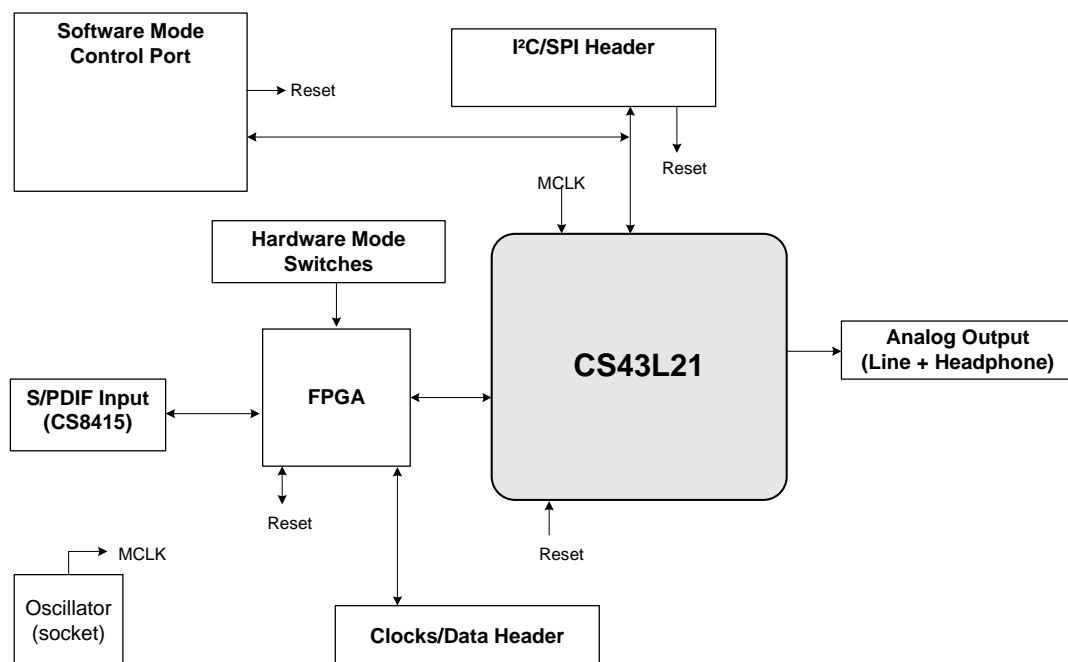 Software Mode
Control Port
I²C/SPI Header
Reset
Reset
MCLK
Hardware Mode
Switches
CS43L21
Analog Output
(Line + Headphone)
S/PDIF Input
(CS8415)
FPGA
Reset
Reset
MCLK
Oscillator
(socket)
Clocks/Data Header